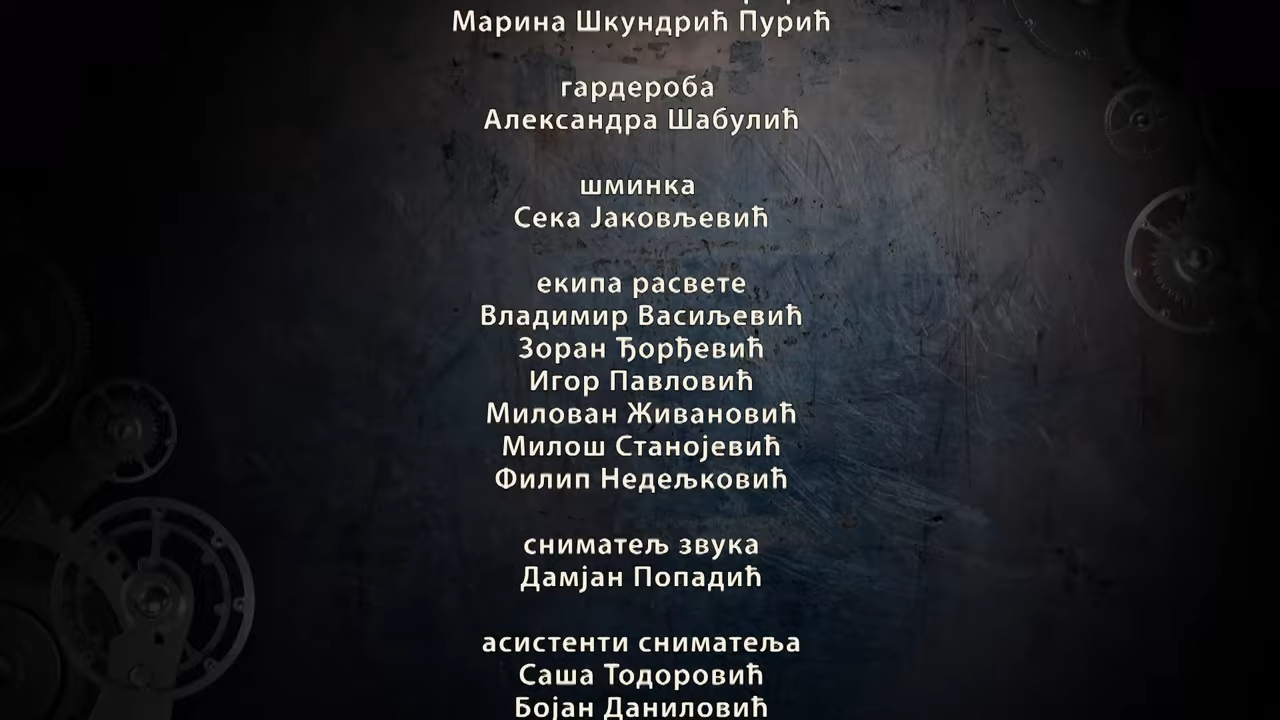 Марина Шкундрић Пурић
гардероба
Александра Шабулић
шминка
Сека Јаковљевић
екипа расвете
Владимир Васиљевић
Зоран Ђорђевић
Игор Павловић
Милован Живановић
Милош Станојевић
Филип Недељковић
сниматељ звука
Дамјан Попадић
асистенти сниматеља
Саша Тодоровић
Бојан Даниловић